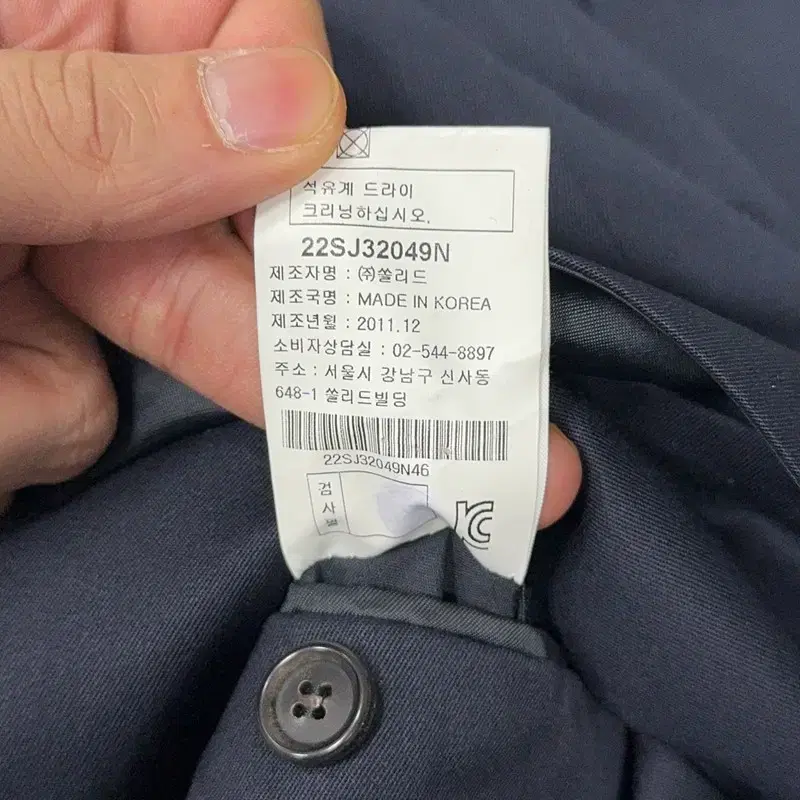 석유계 드라이
크리닝하십시오.
22SJ32049N
제조자명 : ㈜쏠리드
제조국명 : MADE IN KOREA
제조년월 : 2011.12
소비자상담실 : 02-544-8897
주소 : 서울시 강남구 신사동
648-1 쏠리드빌딩
22SJ32049N46
검
사
필
KC